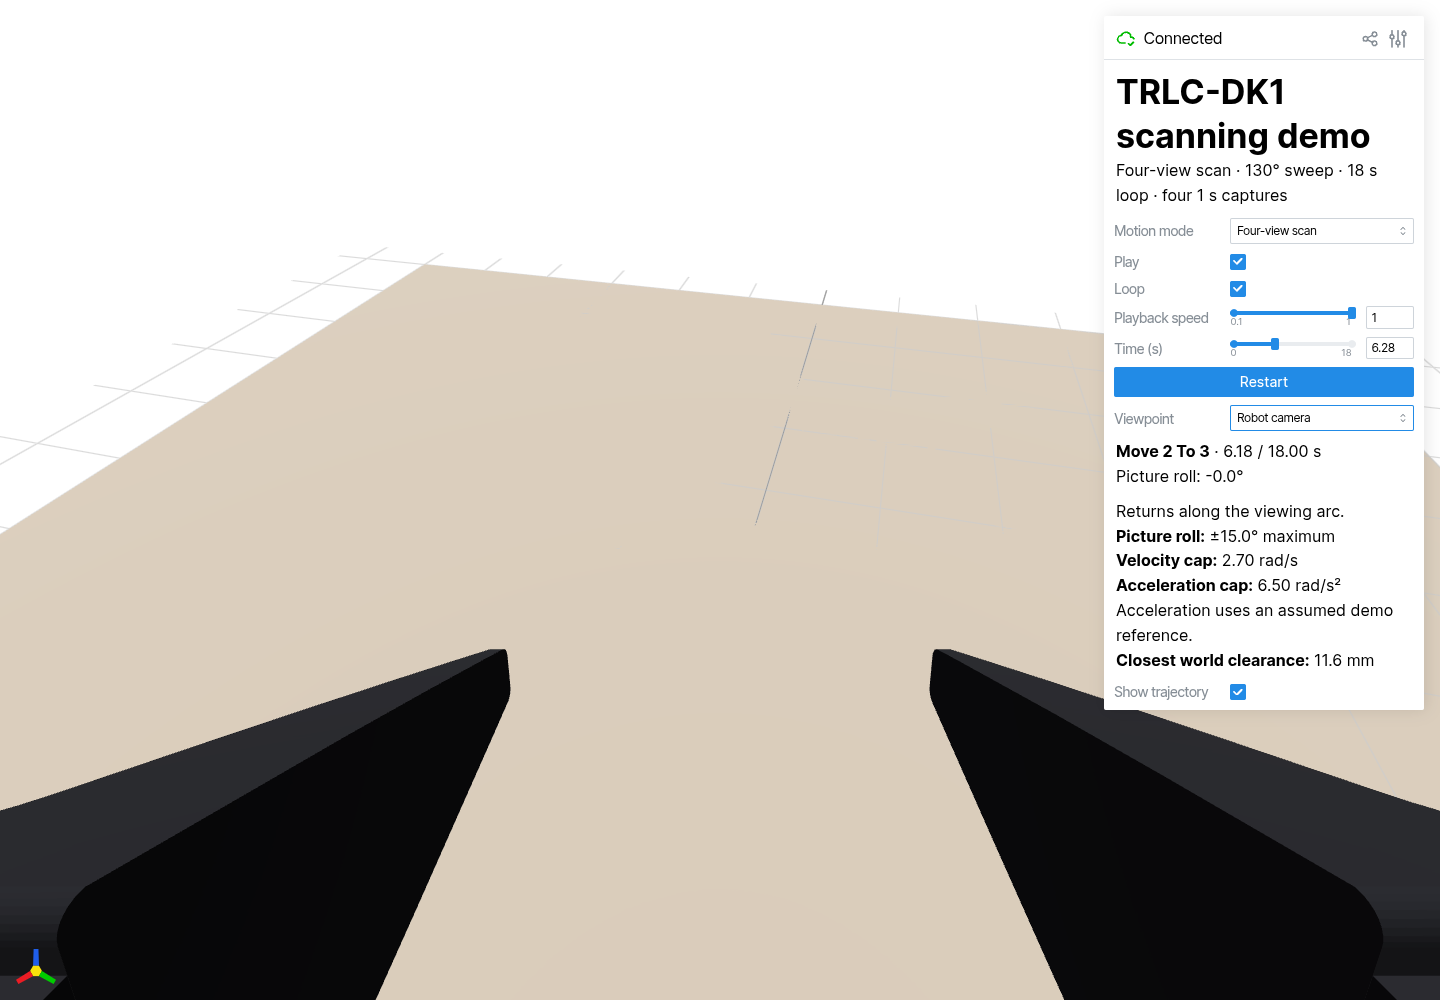 Connected
TRLC-DK1
scanning demo
Four-view scan · 130° sweep · 18 s
loop · four 1 s captures
Motion mode Four-view scan
Play
Loop
Playback speed 0.1 1 1
Time (s) 0 18 6.28
Restart
Viewpoint Robot camera
Move 2 To 3 · 6.18 / 18.00 s
Picture roll: -0.0°
Returns along the viewing arc.
Picture roll: ±15.0° maximum
Velocity cap: 2.70 rad/s
Acceleration cap: 6.50 rad/s²
Acceleration uses an assumed demo
reference.
Closest world clearance: 11.6 mm
Show trajectory